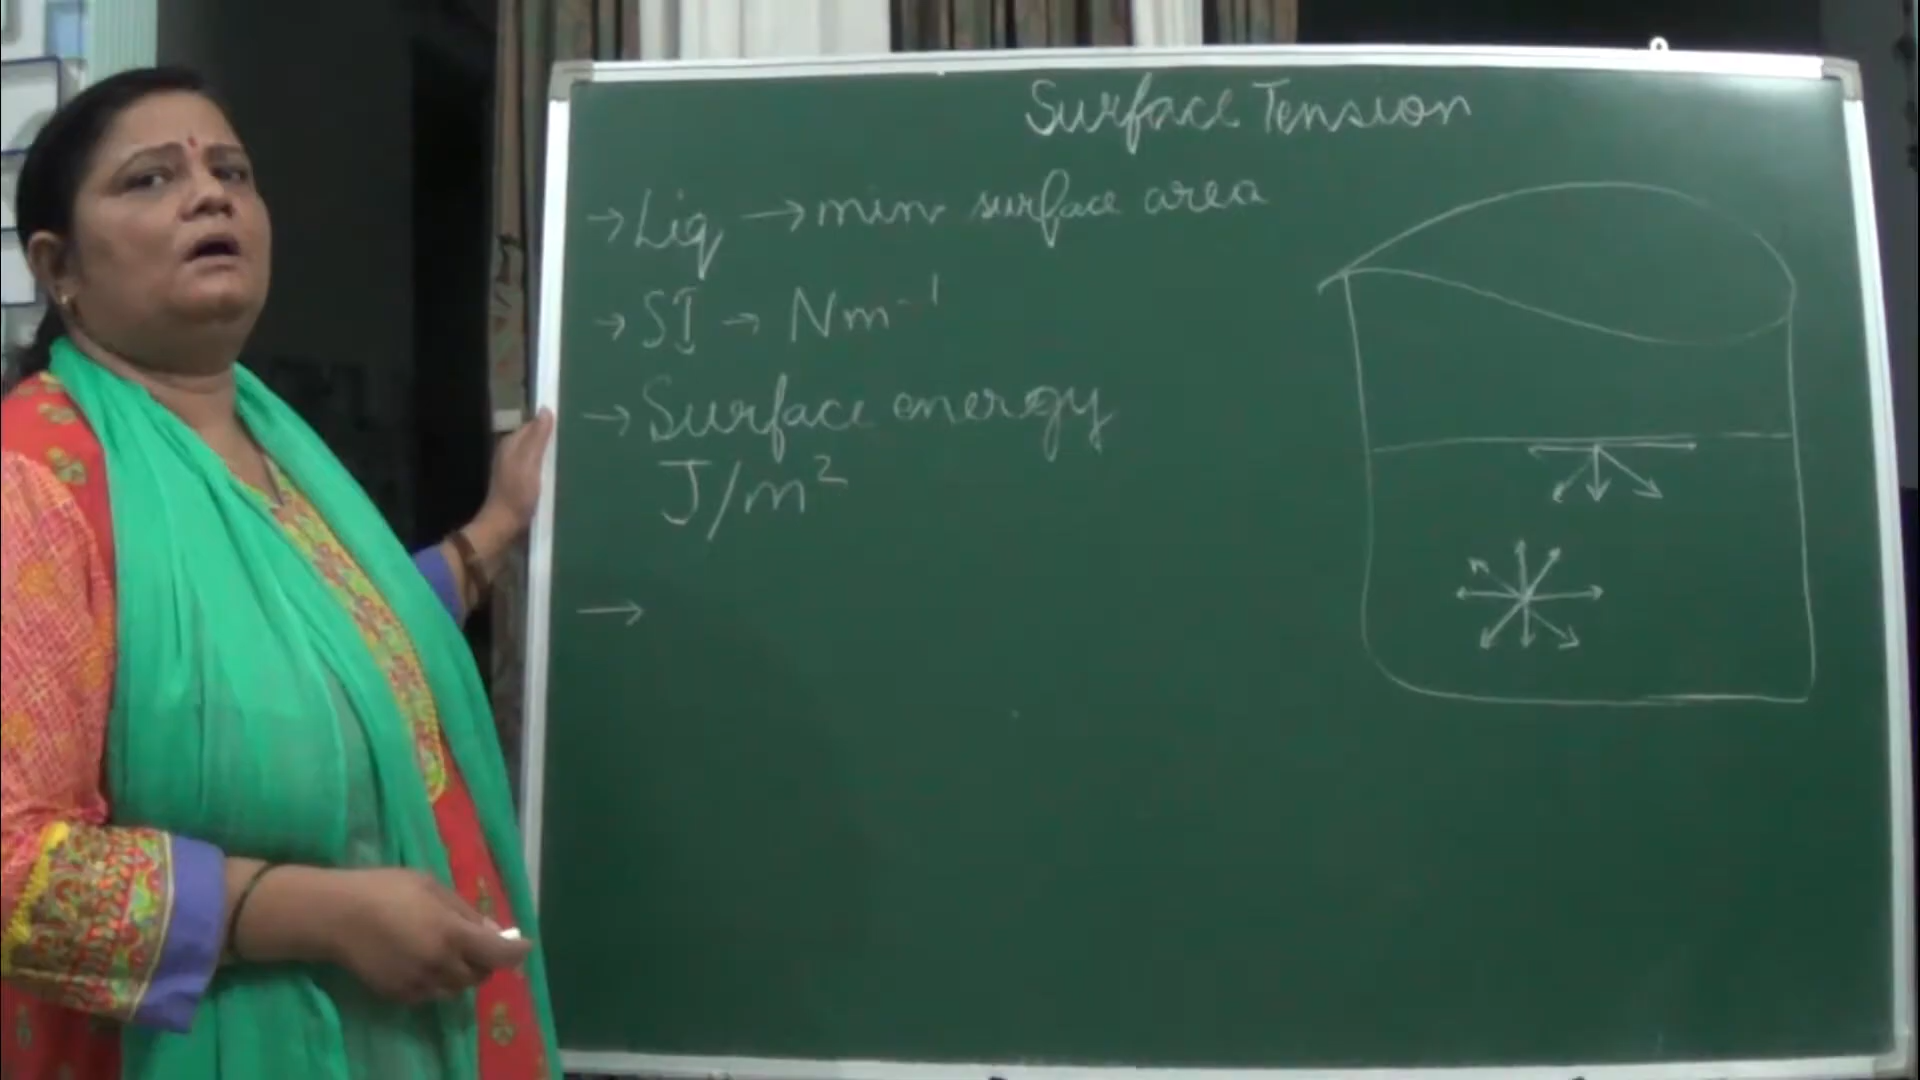 Surface Tension
→ Liq → min surface area
→ SI → Nm⁻¹
→ Surface energy
J/m²
→